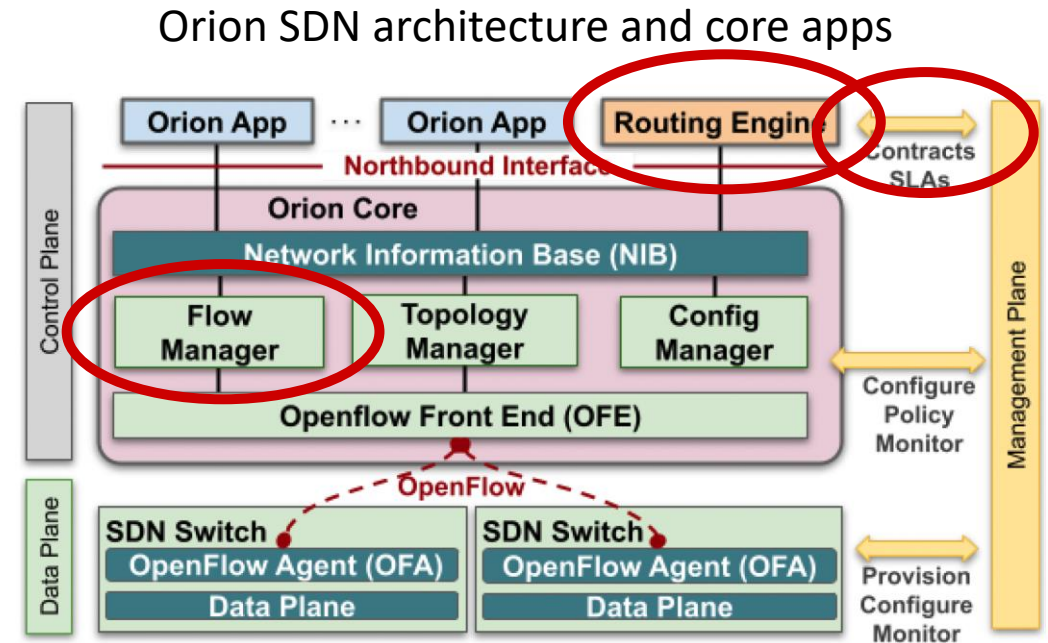 Orion SDN architecture and core apps
Control Plane
Orion App
...
Orion App
Routing Engine
Contracts
SLAs
Northbound Interface
Orion Core
Network Information Base (NIB)
Flow
Manager
Topology
Manager
Config
Manager
Configure
Policy
Monitor
Management Plane
Openflow Front End (OFE)
OpenFlow
Data Plane
SDN Switch
OpenFlow Agent (OFA)
Data Plane
SDN Switch
OpenFlow Agent (OFA)
Data Plane
Provision
Configure
Monitor